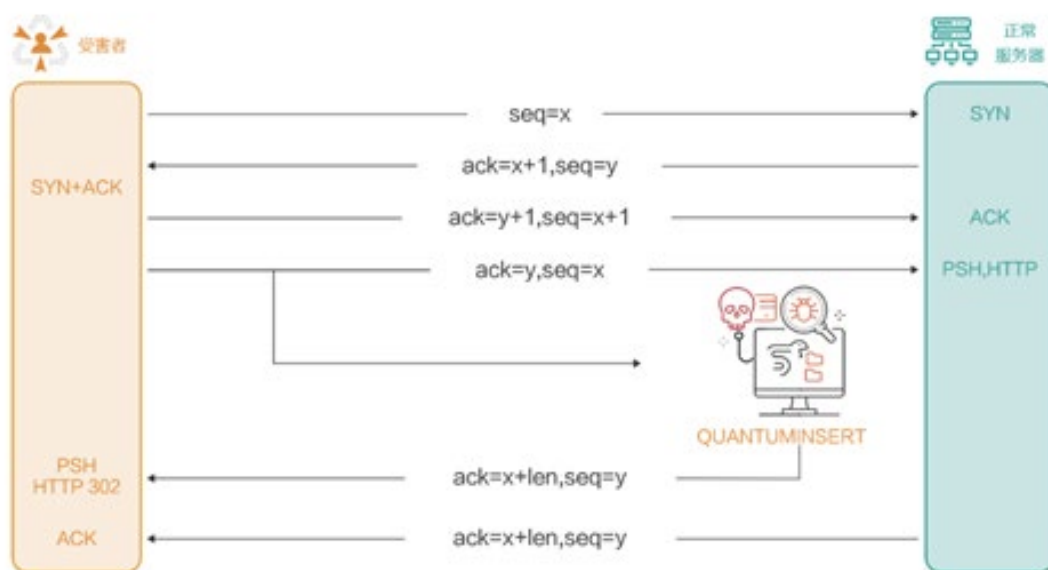 受害者
正常
服务器
seq=x
SYN
ack=x+1,seq=y
SYN+ACK
ack=y+1,seq=x+1
ACK
ack=y,seq=x
PSH,HTTP
QUANTUMINSERT
PSH
HTTP 302
ack=x+len,seq=y
ACK
ack=x+len,seq=y